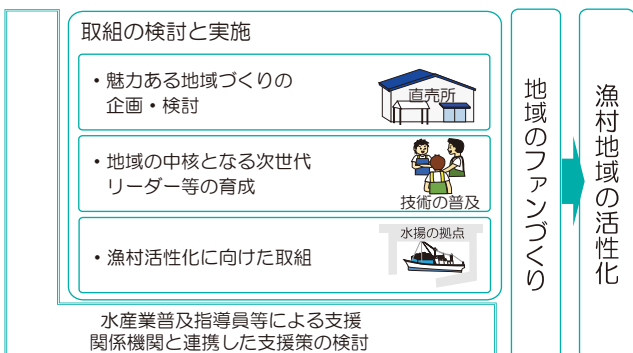 取組の検討と実施
・魅力ある地域づくりの
企画・検討
直売所
・地域の中核となる次世代
リーダー等の育成
技術の普及
・漁村活性化に向けた取組
水揚の拠点
水産業普及指導員等による支援
関係機関と連携した支援策の検討
地域のファンづくり
漁村地域の活性化